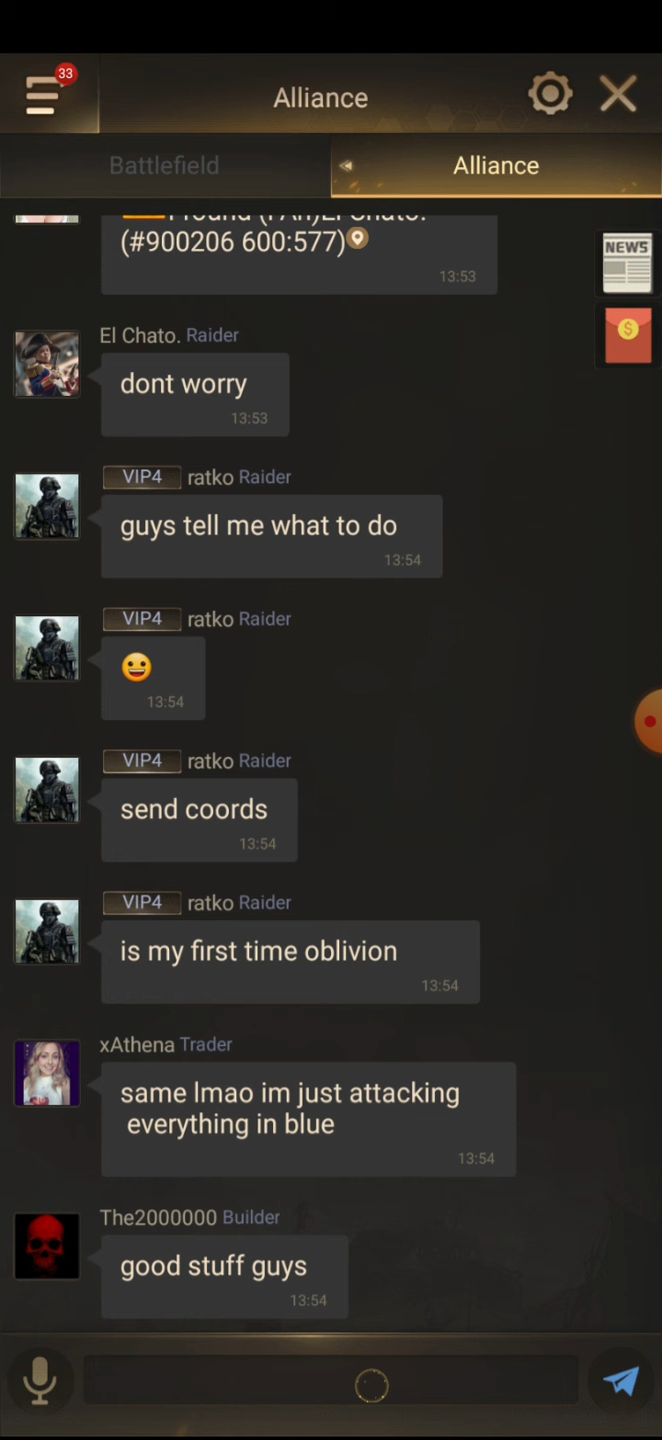 33
Alliance
Battlefield
Alliance
(#900206 600:577)
13:53
NEWS
$
El Chato. Raider
dont worry
13:53
VIP4 ratko Raider
guys tell me what to do
13:54
VIP4 ratko Raider
😀
13:54
VIP4 ratko Raider
send coords
13:54
VIP4 ratko Raider
is my first time oblivion
13:54
xAthena Trader
same lmao im just attacking
everything in blue
13:54
The2000000 Builder
good stuff guys
13:54